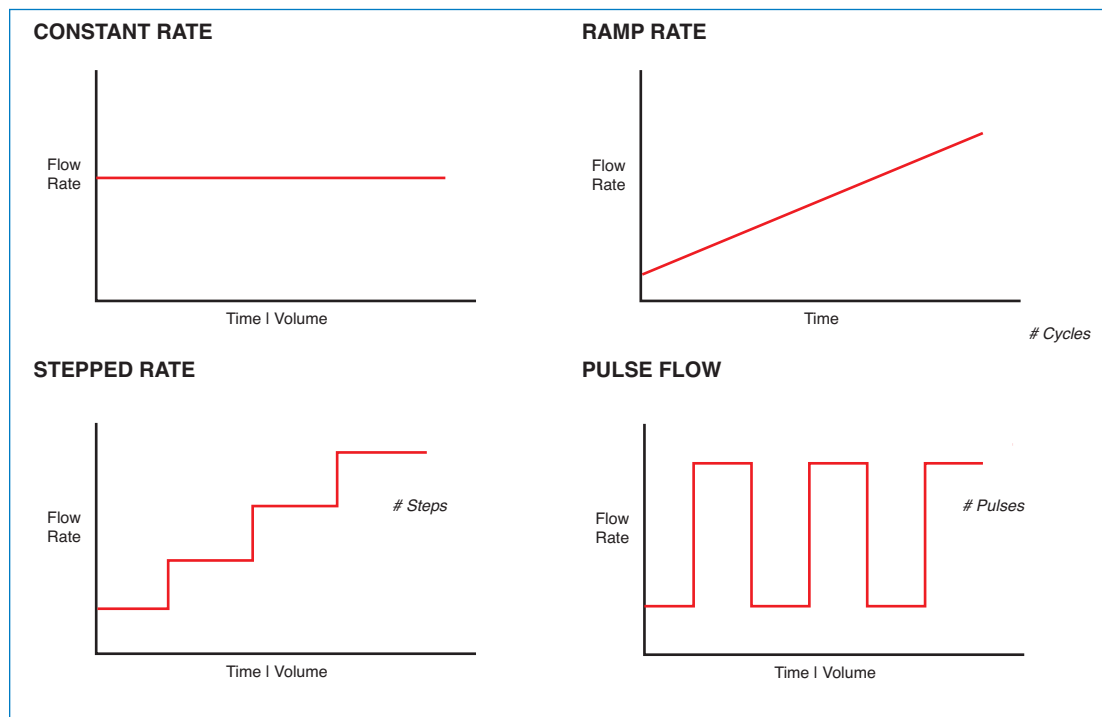 CONSTANT RATE
Flow
Rate
Time | Volume
RAMP RATE
Flow
Rate
Time
# Cycles
STEPPED RATE
Flow
Rate
# Steps
Time | Volume
PULSE FLOW
Flow
Rate
# Pulses
Time | Volume